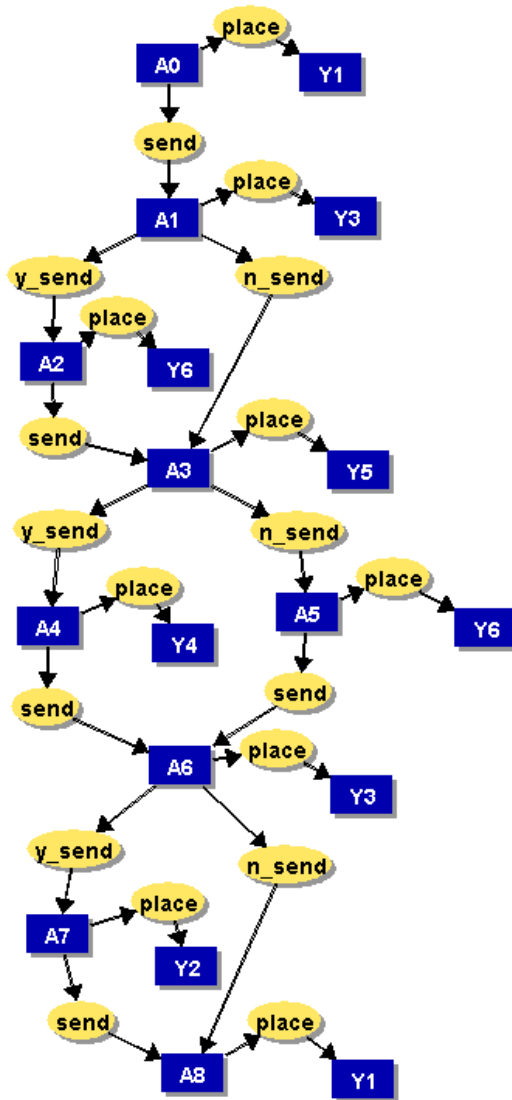 place
A0
Y1
send
place
A1
Y3
y_send
n_send
place
A2
Y6
send
place
A3
Y5
y_send
n_send
place
place
A4
A5
Y4
Y6
send
send
place
A6
Y3
y_send
n_send
place
A7
Y2
send
place
A8
Y1